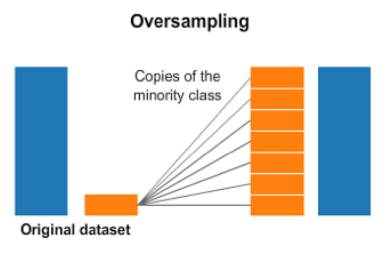 Oversampling
Copies of the
minority class
Original dataset